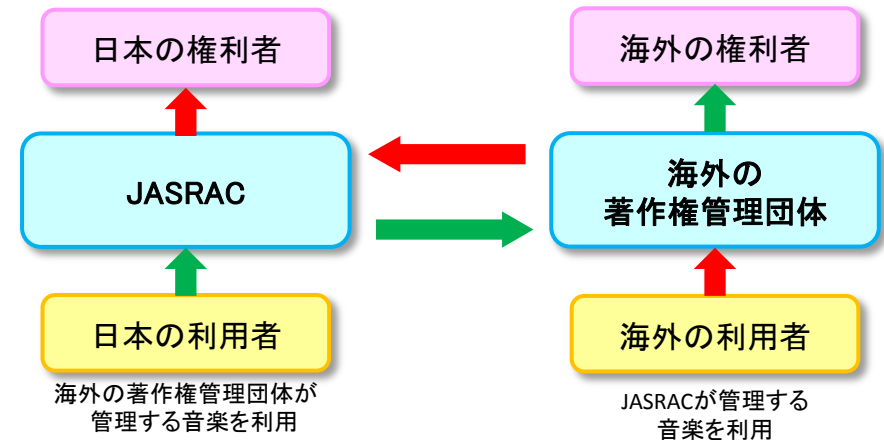 日本の権利者
海外の権利者
JASRAC
海外の
著作権管理団体
日本の利用者
海外の利用者
海外の著作権管理団体が
管理する音楽を利用
JASRACが管理する
音楽を利用